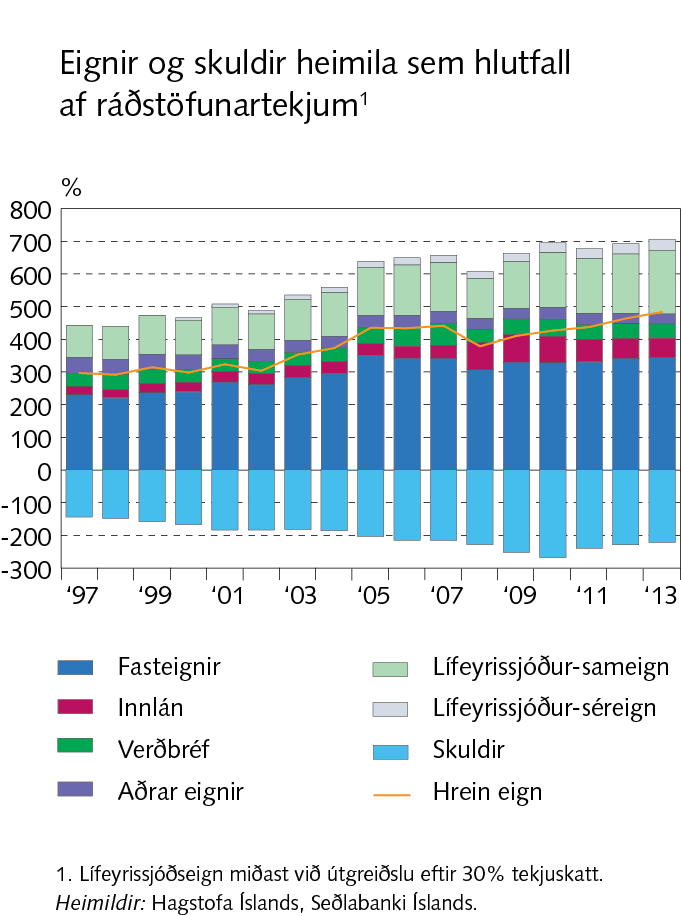 Eignir og skuldir heimila sem hlutfall
af ráðstöfunartekjum¹
%
800
700
600
500
400
300
200
100
0
-100
-200
-300
‘97 ‘99 ‘01 ‘03 ‘05 ‘07 ‘09 ‘11 ‘13
Fasteignir
Innlán
Verðbréf
Aðrar eignir
Lífeyrissjóður-sameign
Lífeyrissjóður-séreign
Skuldir
Hrein eign
1. Lífeyrissjóðseign miðast við útgreiðslu eftir 30% tekjuskatt.
Heimildir: Hagstofa Íslands, Seðlabanki Íslands.